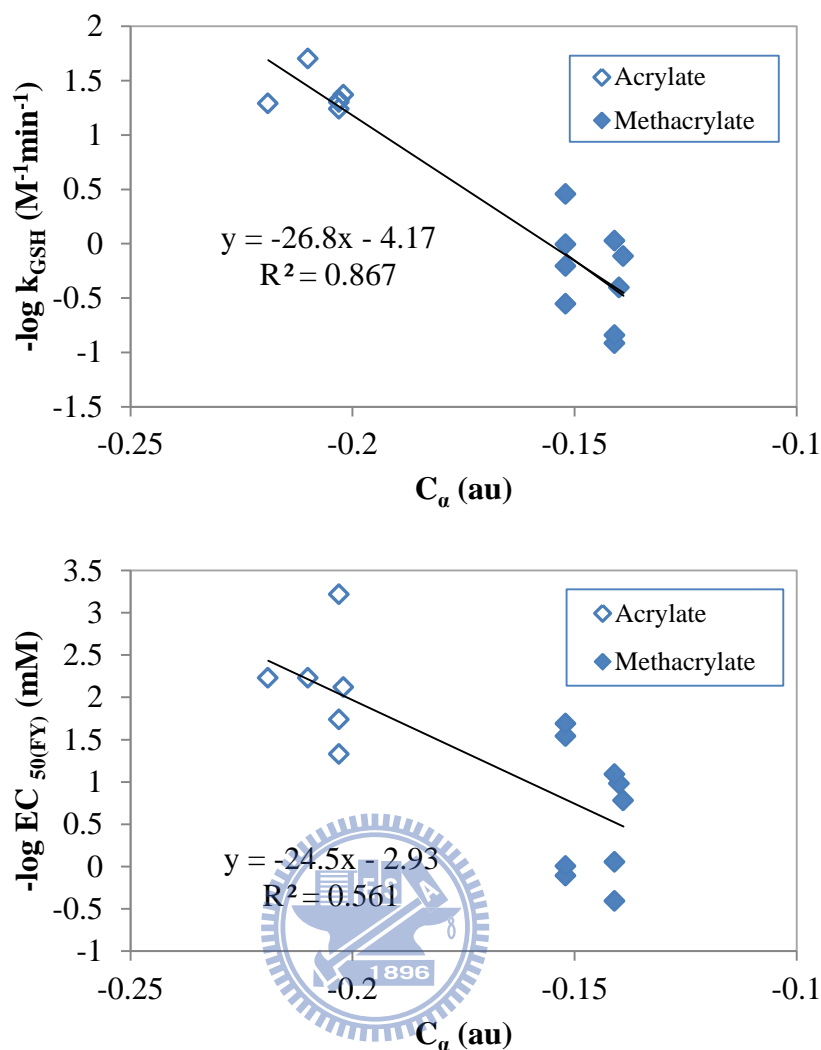 2
1.5
1
0.5
0
-0.5
-1
-1.5
-0.25 -0.2 -0.15 -0.1
-log k_GSH (M⁻¹min⁻¹)
C_α (au)
Acrylate
Methacrylate
y = -26.8x - 4.17
R² = 0.867
3.5
3
2.5
2
1.5
1
0.5
0
-0.5
-1
-0.25 -0.2 -0.15 -0.1
-log EC 50(FY) (mM)
C_α (au)
Acrylate
Methacrylate
y = -24.5x - 2.93
R² = 0.561
1896